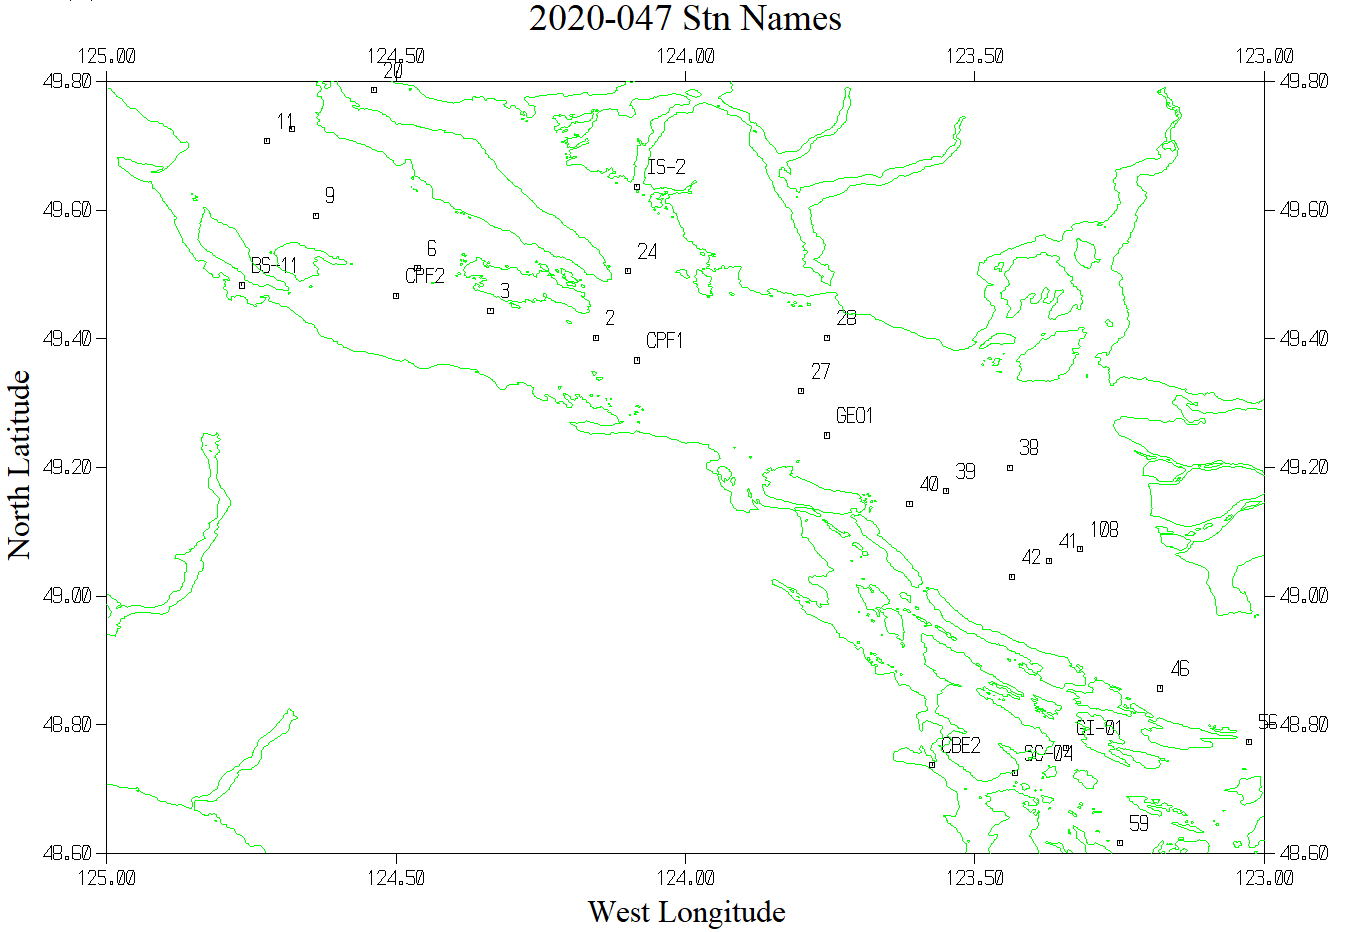 2020-047 Stn Names
125.00 124.50 124.00 123.50 123.00
49.80 49.80
20
11
IS-2
9
49.60 49.60
6
24
BS-11
CPF2
3
2
28
49.40 49.40
CPF1
27
GEO1
38
49.20 49.20
39
40
108
41
42
49.00 49.00
46
56
48.80 48.80
GI-01
CBE2
SC-04
59
48.60 48.60
125.00 124.50 124.00 123.50 123.00
West Longitude
North Latitude